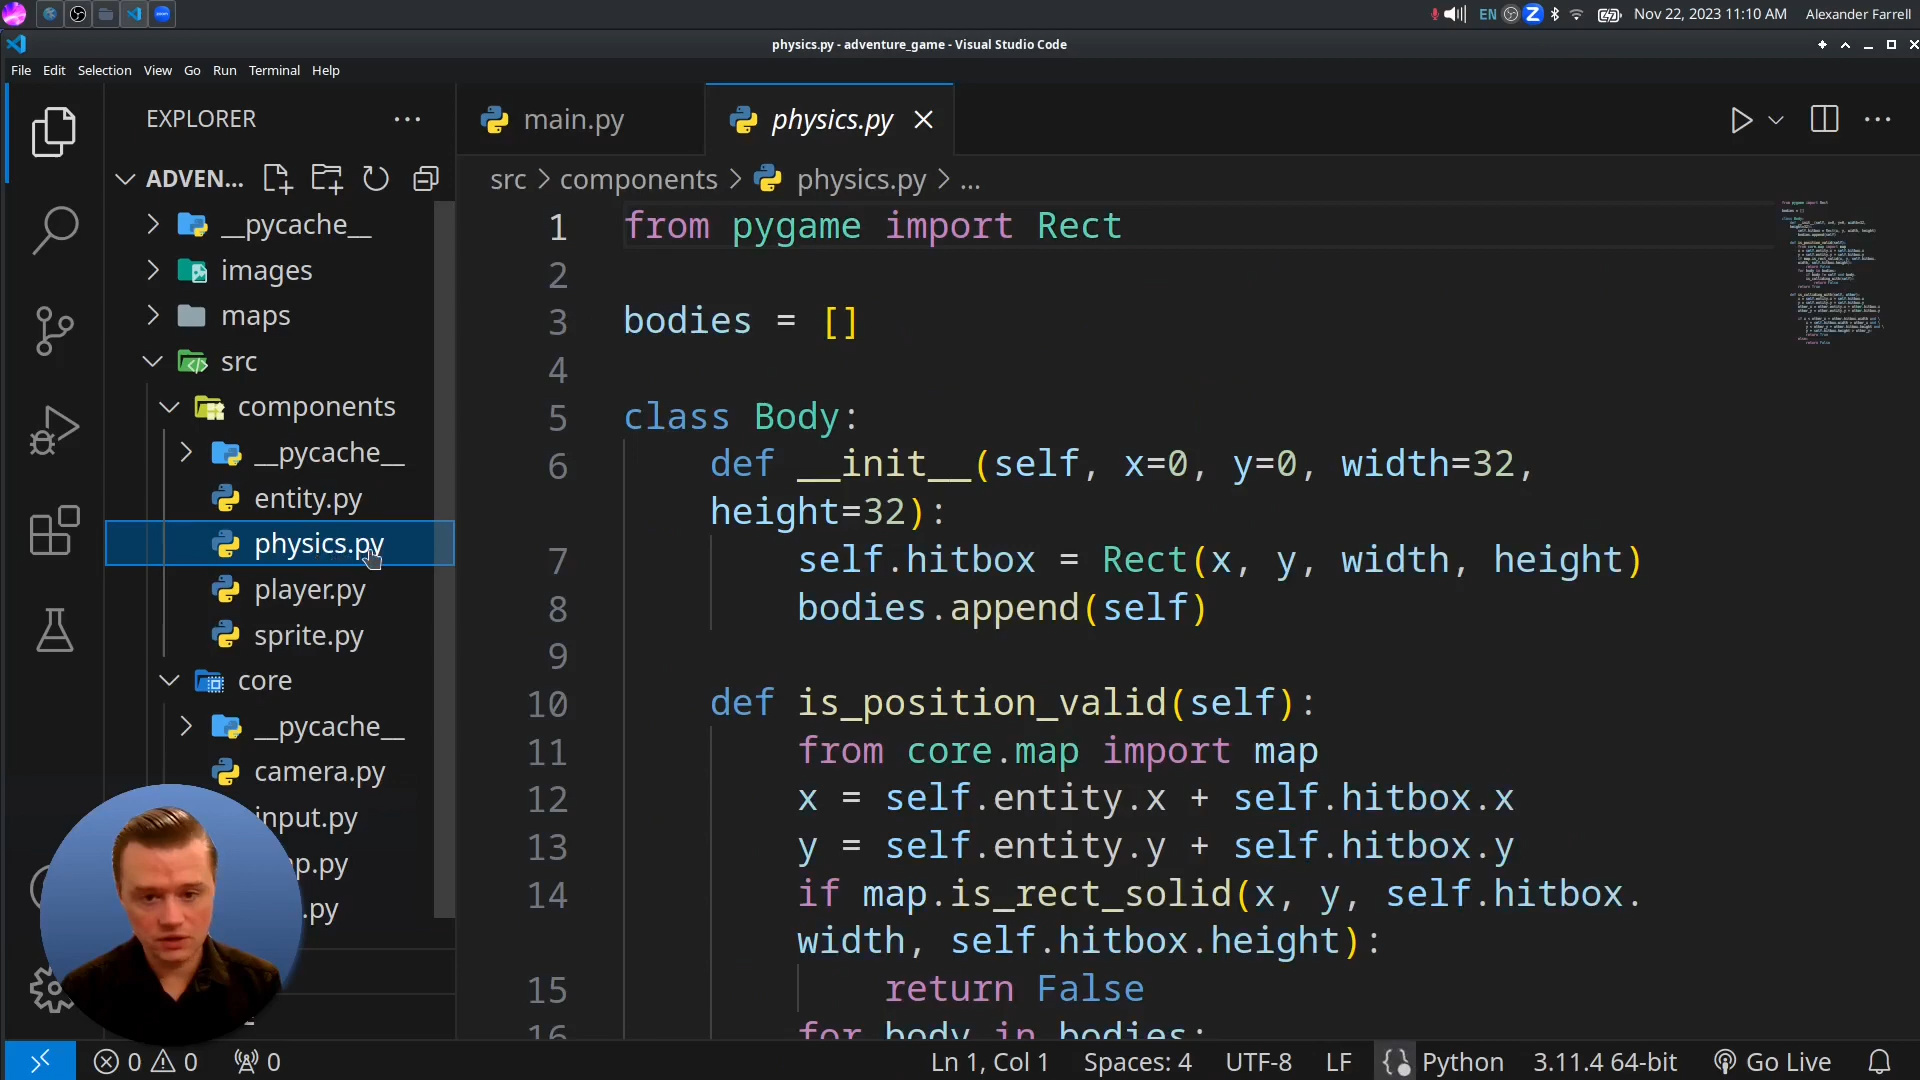 EN
Z
Nov 22, 2023 11:10 AM
Alexander Farrell
physics.py - adventure_game - Visual Studio Code
File Edit Selection View Go Run Terminal Help
EXPLORER
ADVEN...
__pycache__
images
maps
src
components
__pycache__
entity.py
physics.py
player.py
sprite.py
core
__pycache__
camera.py
input.py
p.py
.py
main.py
physics.py
src > components > physics.py > ...
1 from pygame import Rect
2
3 bodies = []
4
5 class Body:
6 def __init__(self, x=0, y=0, width=32,
height=32):
7 self.hitbox = Rect(x, y, width, height)
8 bodies.append(self)
9
10 def is_position_valid(self):
11 from core.map import map
12 x = self.entity.x + self.hitbox.x
13 y = self.entity.y + self.hitbox.y
14 if map.is_rect_solid(x, y, self.hitbox.
width, self.hitbox.height):
15 return False
16 for body in bodies:
0 0 0
Ln 1, Col 1 Spaces: 4 UTF-8 LF Python 3.11.4 64-bit Go Live